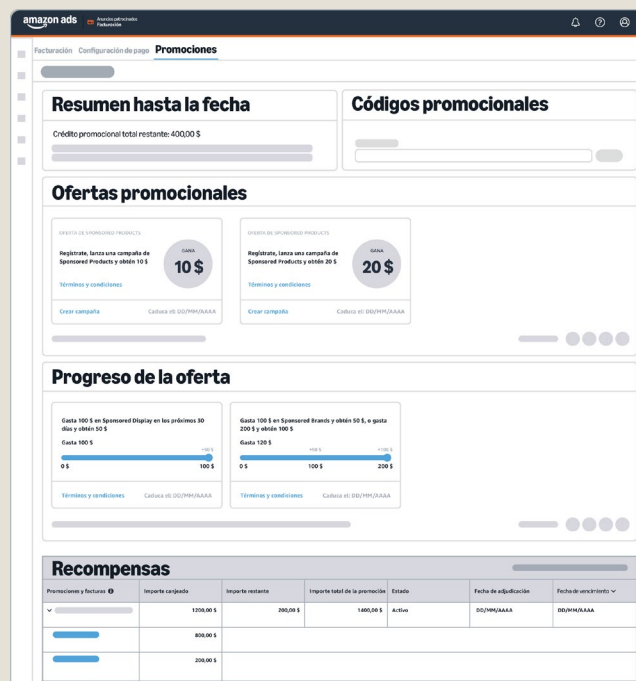 amazon ads
Anuncios patrocinados
Facturación
Facturación Configuración de pago Promociones
Resumen hasta la fecha
Crédito promocional total restante: 400,00 $
Códigos promocionales
Ofertas promocionales
OFERTA DE SPONSORED PRODUCTS
Regístrate, lanza una campaña de
Sponsored Products y obtén 10 $
GANA
10 $
Términos y condiciones
Crear campaña Caduca el: DD/MM/AAAA
OFERTA DE SPONSORED PRODUCTS
Regístrate, lanza una campaña de
Sponsored Products y obtén 20 $
GANA
20 $
Términos y condiciones
Crear campaña Caduca el: DD/MM/AAAA
Progreso de la oferta
Gasta 100 $ en Sponsored Display en los próximos 30
días y obtén 50 $
Gasta 100 $
+50 $
0 $ 100 $
Términos y condiciones Caduca el: DD/MM/AAAA
Gasta 100 $ en Sponsored Brands y obtén 50 $, o gasta
200 $ y obtén 100 $
Gasta 120 $
+50 $ +100 $
0 $ 100 $ 200 $
Términos y condiciones Caduca el: DD/MM/AAAA
Recompensas
Promociones y facturas Importe canjeado Importe restante Importe total de la promoción Estado Fecha de adjudicación Fecha de vencimiento
1200,00 $ 200,00 $ 1400,00 $ Activo DD/MM/AAAA DD/MM/AAAA
800,00 $
200,00 $